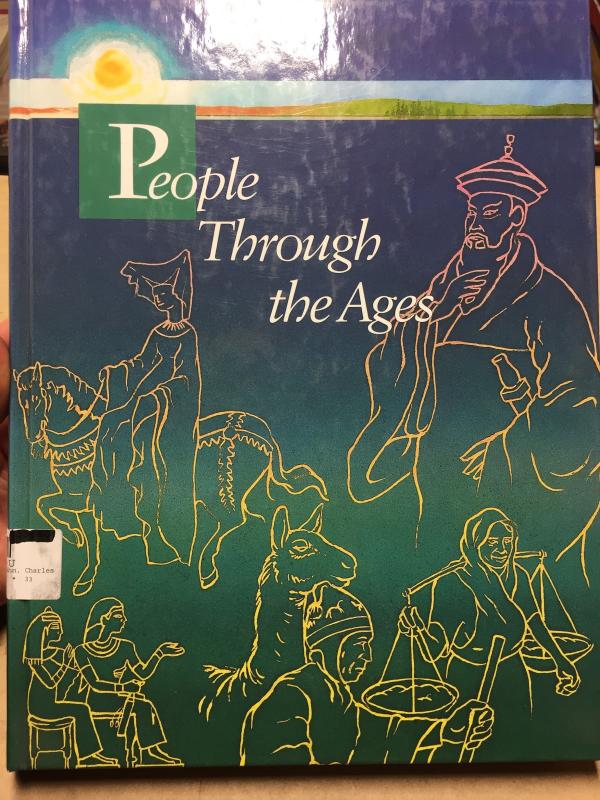 People
Through
the Ages
U
Charles
33